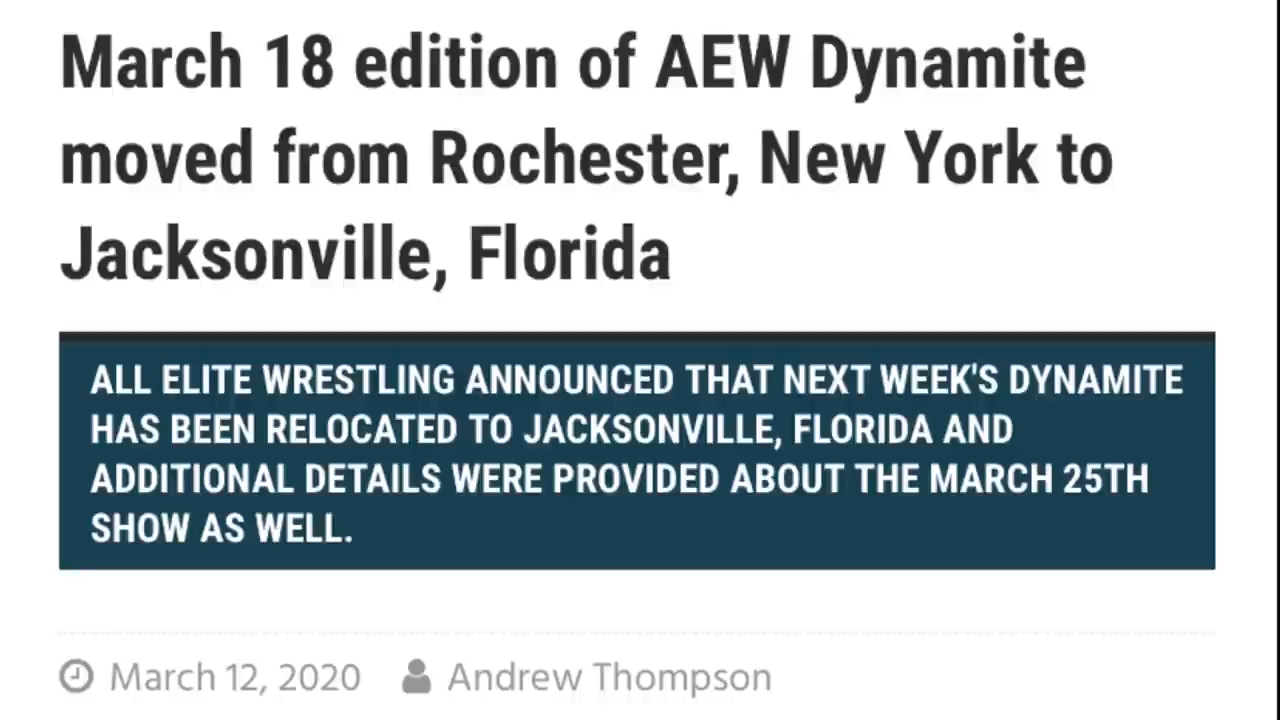 March 18 edition of AEW Dynamite
moved from Rochester, New York to
Jacksonville, Florida
ALL ELITE WRESTLING ANNOUNCED THAT NEXT WEEK'S DYNAMITE
HAS BEEN RELOCATED TO JACKSONVILLE, FLORIDA AND
ADDITIONAL DETAILS WERE PROVIDED ABOUT THE MARCH 25TH
SHOW AS WELL.
March 12, 2020 Andrew Thompson